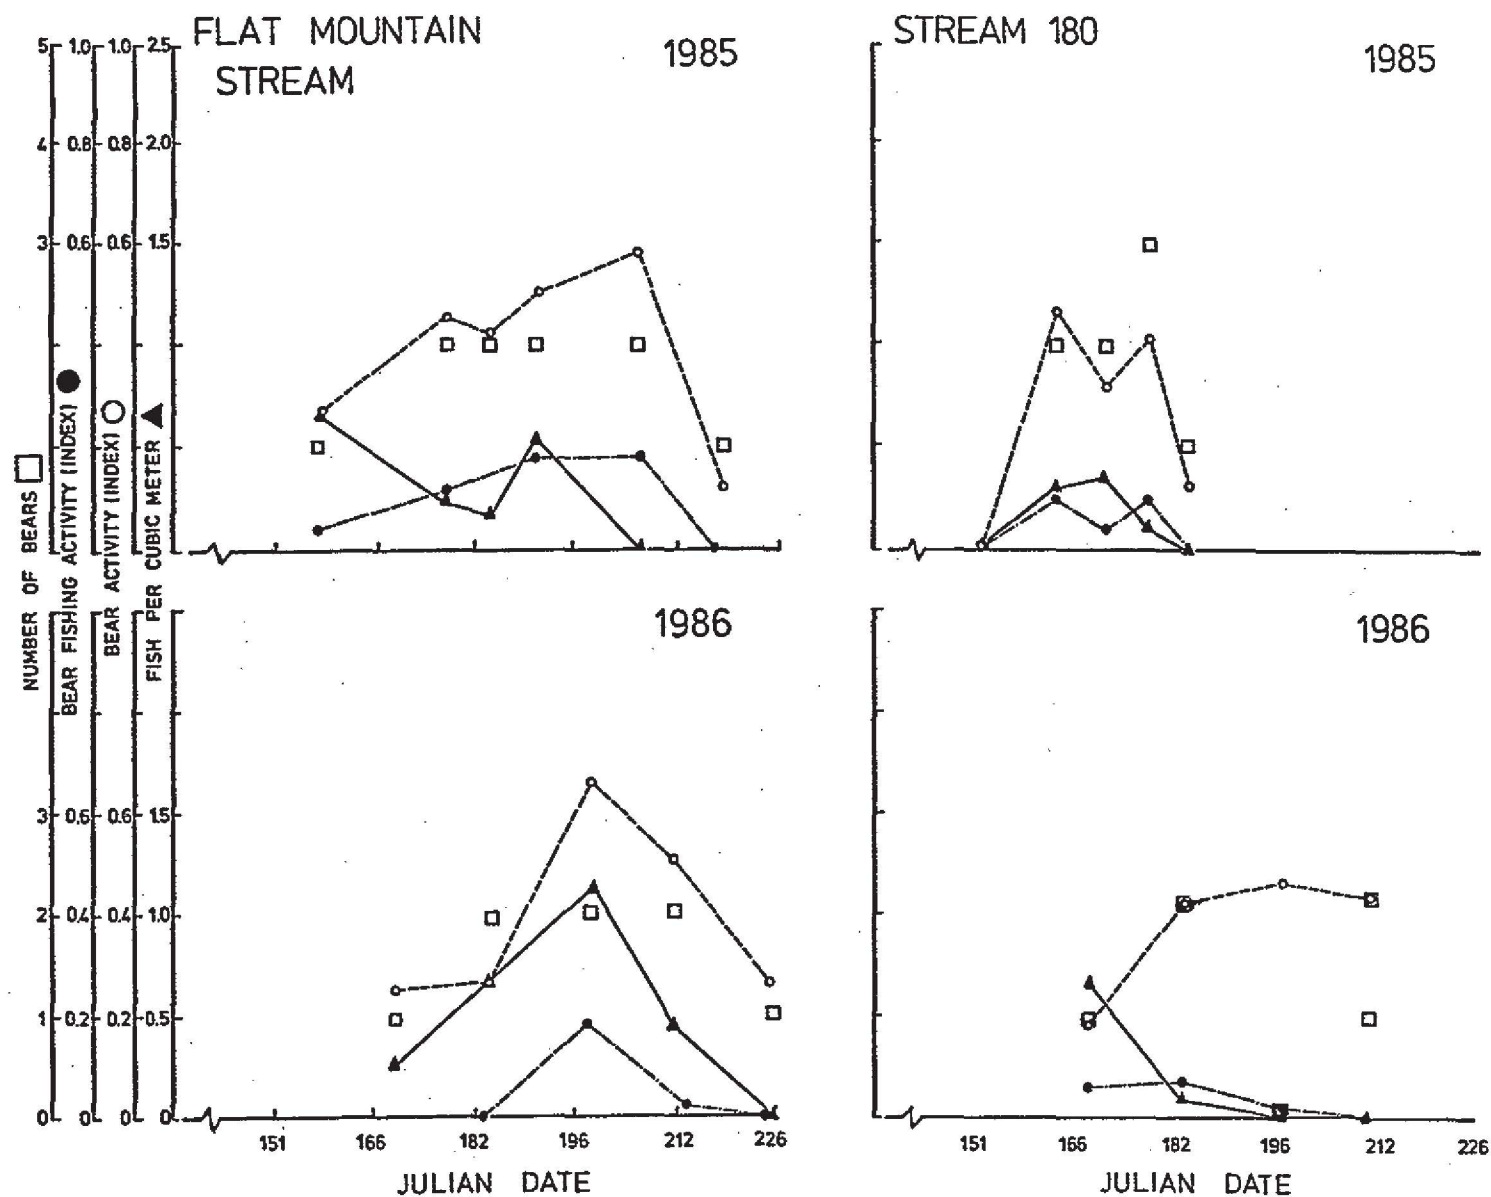 FLAT MOUNTAIN
STREAM
1985
STREAM 180
1985
5 1.0 1.0 2.5
4 0.8 0.8 2.0
3 0.6 0.6 1.5
NUMBER OF BEARS
BEAR FISHING ACTIVITY (INDEX)
BEAR ACTIVITY (INDEX)
FISH PER CUBIC METER
1986
1986
3 0.6 0.6 1.5
2 0.4 0.4 1.0
1 0.2 0.2 0.5
0 0 0 0
151 166 182 196 212 226
JULIAN DATE
151 166 182 196 212 226
JULIAN DATE